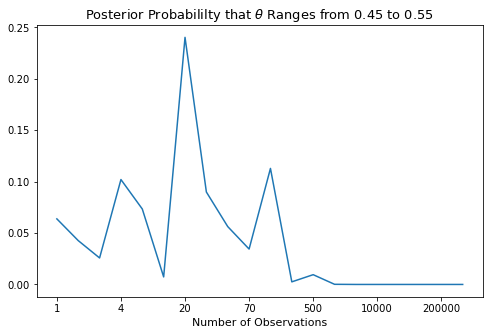 Posterior Probabililty that θ Ranges from 0.45 to 0.55
0.25
0.20
0.15
0.10
0.05
0.00
1 4 20 70 500 10000 200000
Number of Observations